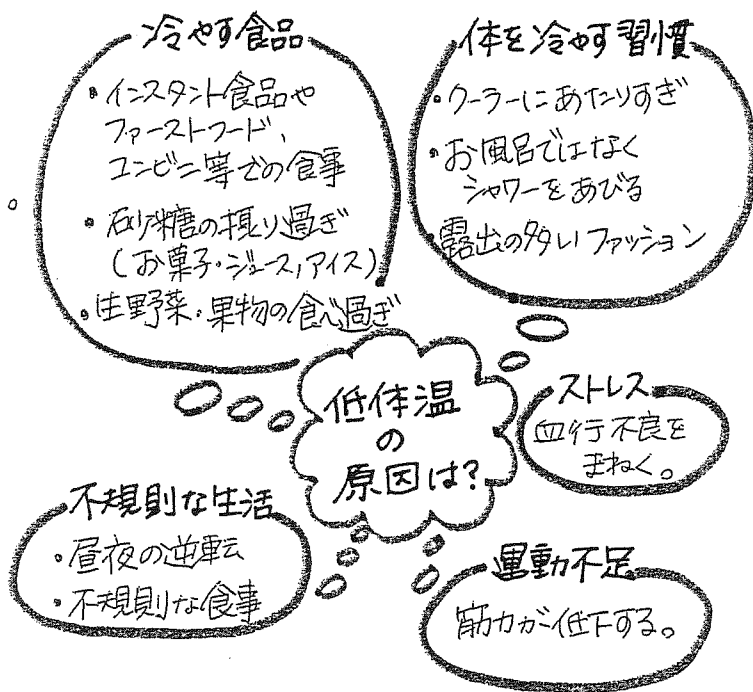 冷やす食品
・インスタント食品や
ファーストフード、
コンビニ等での食事
・砂糖の摂り過ぎ
(お菓子・ジュース,アイス)
・生野菜・果物の食べ過ぎ
体を冷やす習慣
・クーラーにあたりすぎ
・お風呂ではなく
シャワーをあびる
・露出の多いファッション
低体温
の
原因は?
ストレス
血行不良を
まねく。
不規則な生活
・昼夜の逆転
・不規則な食事
運動不足
筋力が低下する。